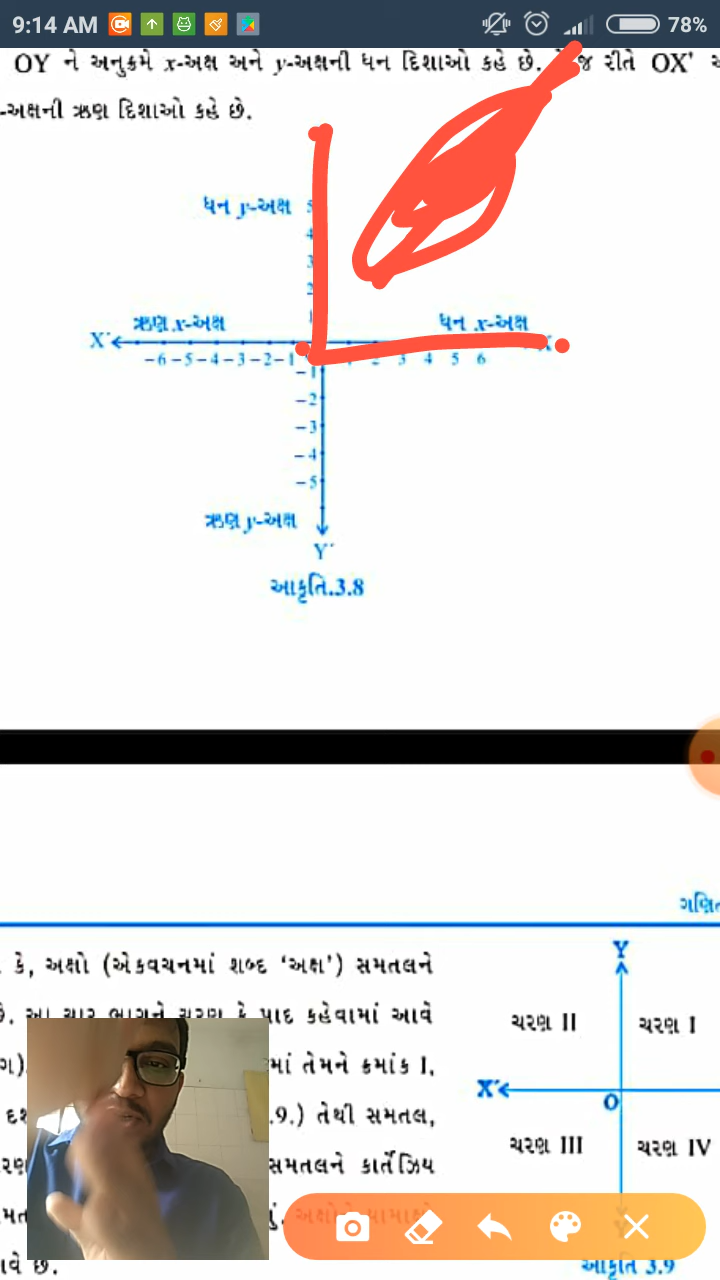 9:14 AM 78%
OY ને અનુક્રમે x-અક્ષ અને y-અક્ષની ધન દિશાઓ કહે છે. જ રીતે OX'
-અક્ષની ઋણ દિશાઓ કહે છે.
ધન y-અક્ષ
ઋણ x-અક્ષ ધન x-અક્ષ
X'
-6 -5 -4 -3 -2 -1 3 4 5 6
-1
-2
-3
-4
-5
ઋણ y-અક્ષ
Y'
આકૃતિ.3.8
કે, અક્ષો (એકવચનમાં શબ્દ ‘અક્ષ’) સમતલને
આ ચાર ભાગને ચરણ કે પાદ કહેવામાં આવે
માં તેમને ક્રમાંક I,
.9.) તેથી સમતલ,
સમતલને કાર્તેઝિય
વે છે.
Y
ચરણ II ચરણ I
X' O
ચરણ III ચરણ IV
આકૃતિ 3.9